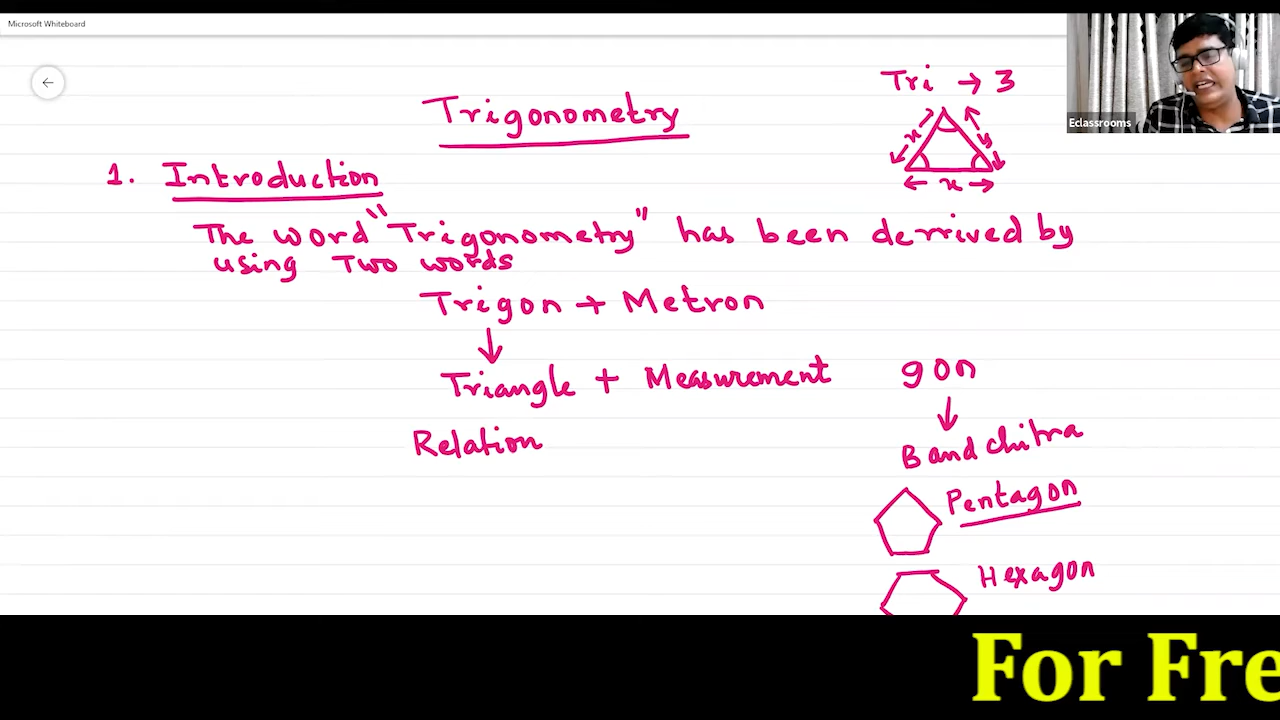 Microsoft Whiteboard
Tri → 3
Eclassrooms
Trigonometry
x y
x
1. Introduction
The word "Trigonometry" has been derrived by
using Two words
Trigon + Metron
↓
Triangle + Measurement
gon
↓
Band chitra
Relation
Pentagon
Hexagon
For Fre